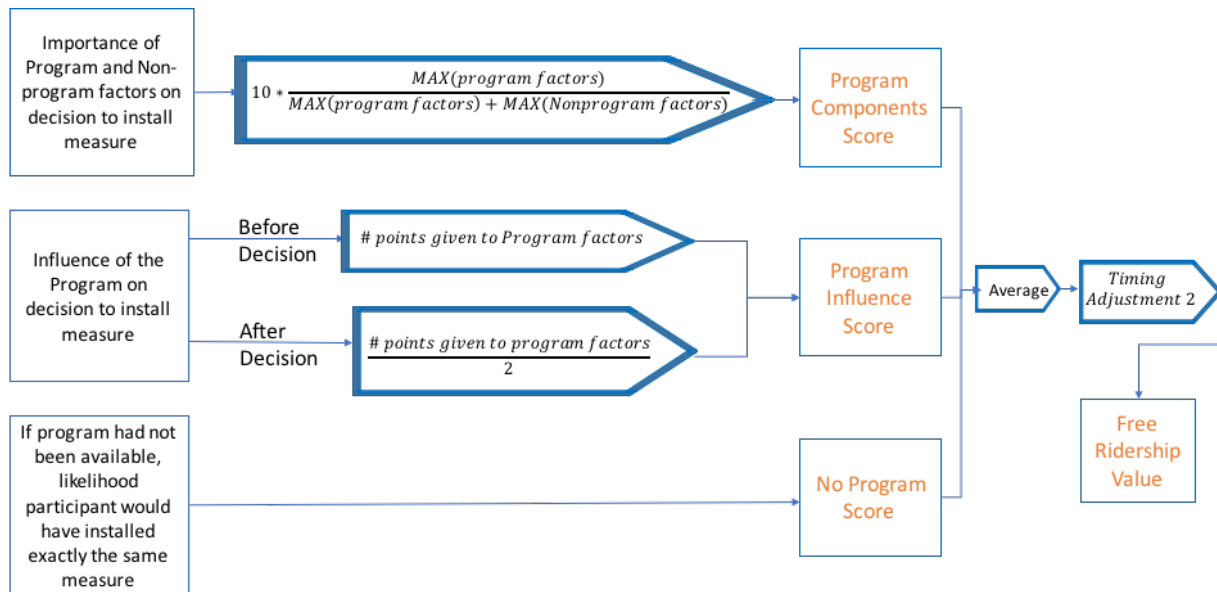 Importance of
Program and Non-
program factors on
decision to install
measure
10 * MAX(program factors)
MAX(program factors) + MAX(Nonprogram factors)
Program
Components
Score
Influence of the
Program on
decision to install
measure
Before
Decision
# points given to Program factors
After
Decision
# points given to program factors
2
Program
Influence
Score
Average
Timing
Adjustment 2
If program had not
been available,
likelihood
participant would
have installed
exactly the same
measure
No Program
Score
Free
Ridership
Value